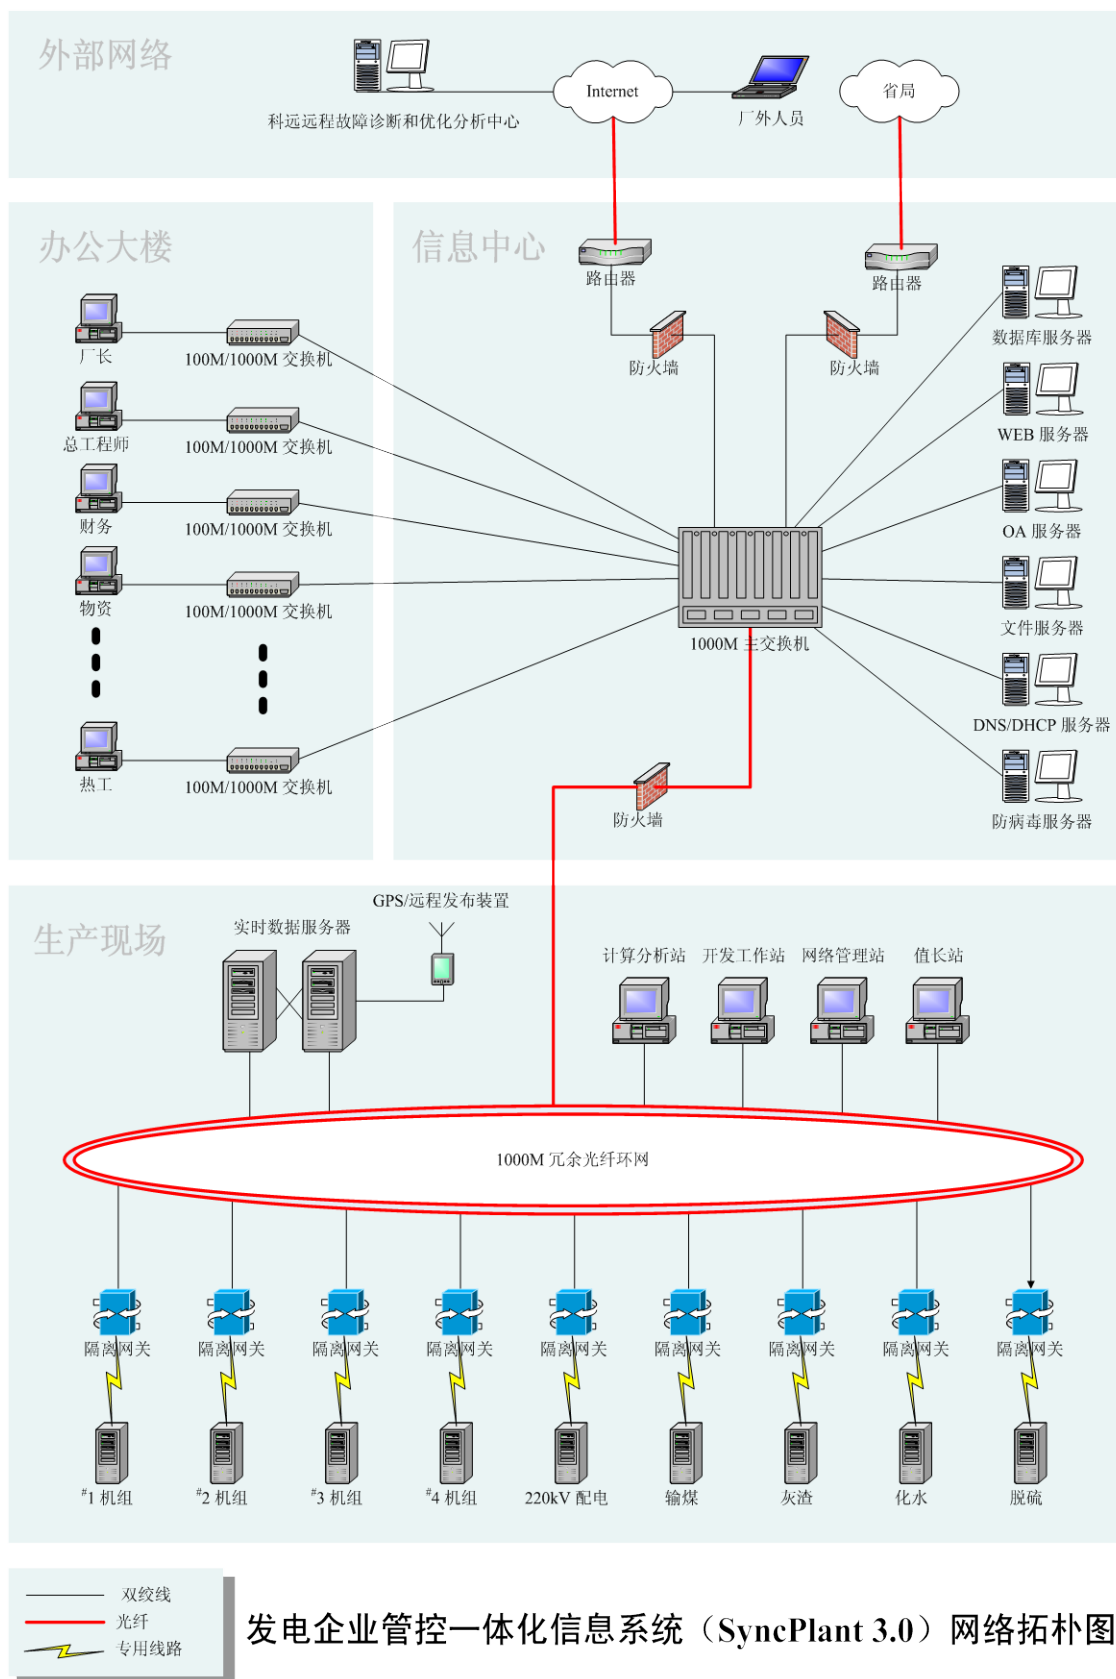 外部网络
Internet
省局
科远远程故障诊断和优化分析中心
厂外人员
办公大楼
厂长
100M/1000M 交换机
总工程师
100M/1000M 交换机
财务
100M/1000M 交换机
物资
100M/1000M 交换机
热工
100M/1000M 交换机
信息中心
路由器
路由器
防火墙
防火墙
数据库服务器
WEB 服务器
OA 服务器
文件服务器
DNS/DHCP 服务器
防病毒服务器
1000M 主交换机
防火墙
生产现场
GPS/远程发布装置
实时数据服务器
计算分析站
开发工作站
网络管理站
值长站
1000M 冗余光纤环网
隔离网关
隔离网关
隔离网关
隔离网关
隔离网关
隔离网关
隔离网关
隔离网关
隔离网关
#1 机组
#2 机组
#3 机组
#4 机组
220kV 配电
输煤
灰渣
化水
脱硫
双绞线
光纤
专用线路
发电企业管控一体化信息系统（SyncPlant 3.0）网络拓朴图